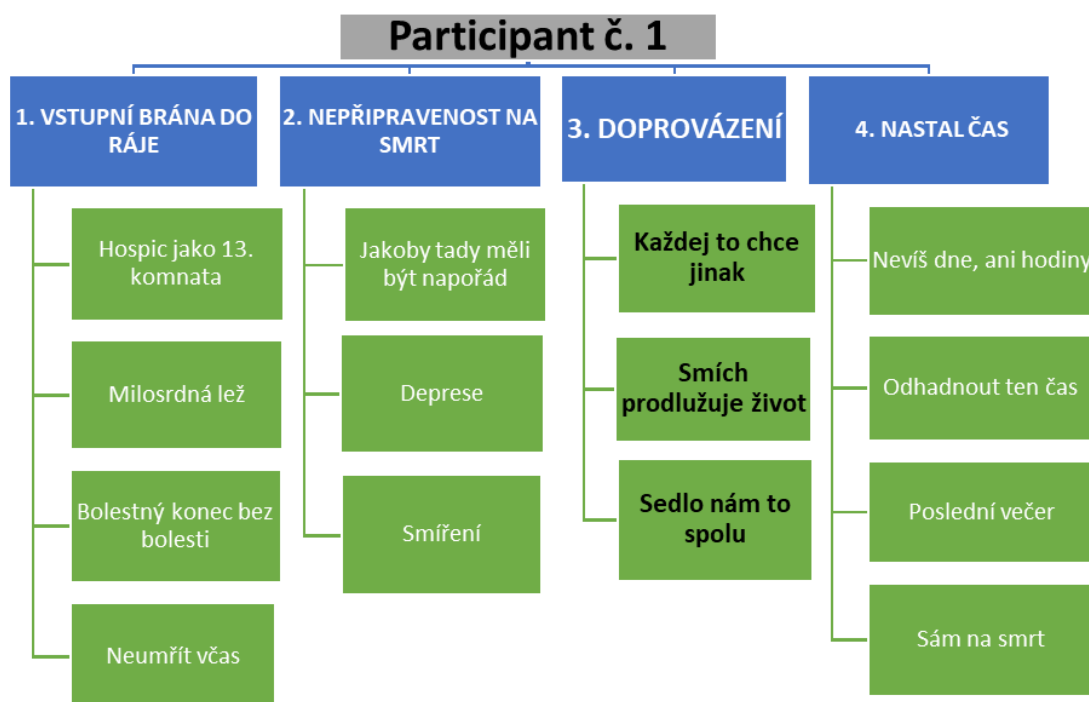 Participant č. 1
1. VSTUPNÍ BRÁNA DO
RÁJE
Hospic jako 13.
komnata
Milosrdná lež
Bolestný konec bez
bolesti
Neumřít včas
2. NEPŘIPRAVENOST NA
SMRT
Jakoby tady měli
být napořád
Deprese
Smíření
3. DOPROVÁZENÍ
Každej to chce
jinak
Smích
prodlužuje život
Sedlo nám to
spolu
4. NASTAL ČAS
Nevíš dne, ani hodiny
Odhadnout ten čas
Poslední večer
Sám na smrt